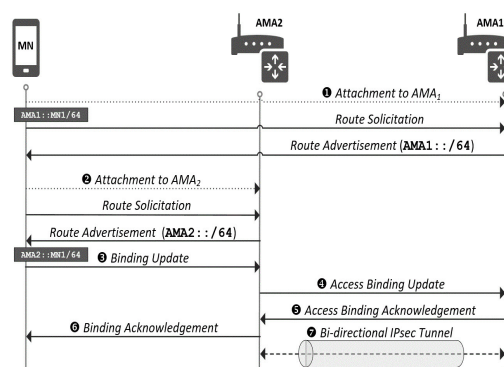 MN
AMA2
AMA1
❶ Attachment to AMA₁
AMA1::MN1/64
Route Solicitation
Route Advertisement (AMA1::/64)
❷ Attachment to AMA₂
Route Solicitation
Route Advertisement (AMA2::/64)
AMA2::MN1/64
❸ Binding Update
❹ Access Binding Update
❺ Access Binding Acknowledgement
❻ Binding Acknowledgement
❼ Bi-directional IPsec Tunnel